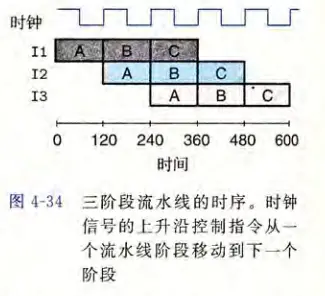 时钟
I1 A B C
I2 A B C
I3 A B C
0 120 240 360 480 600
时间
图 4-34 三阶段流水线的时序。时钟
信号的上升沿控制指令从一
个流水线阶段移动到下一个
阶段